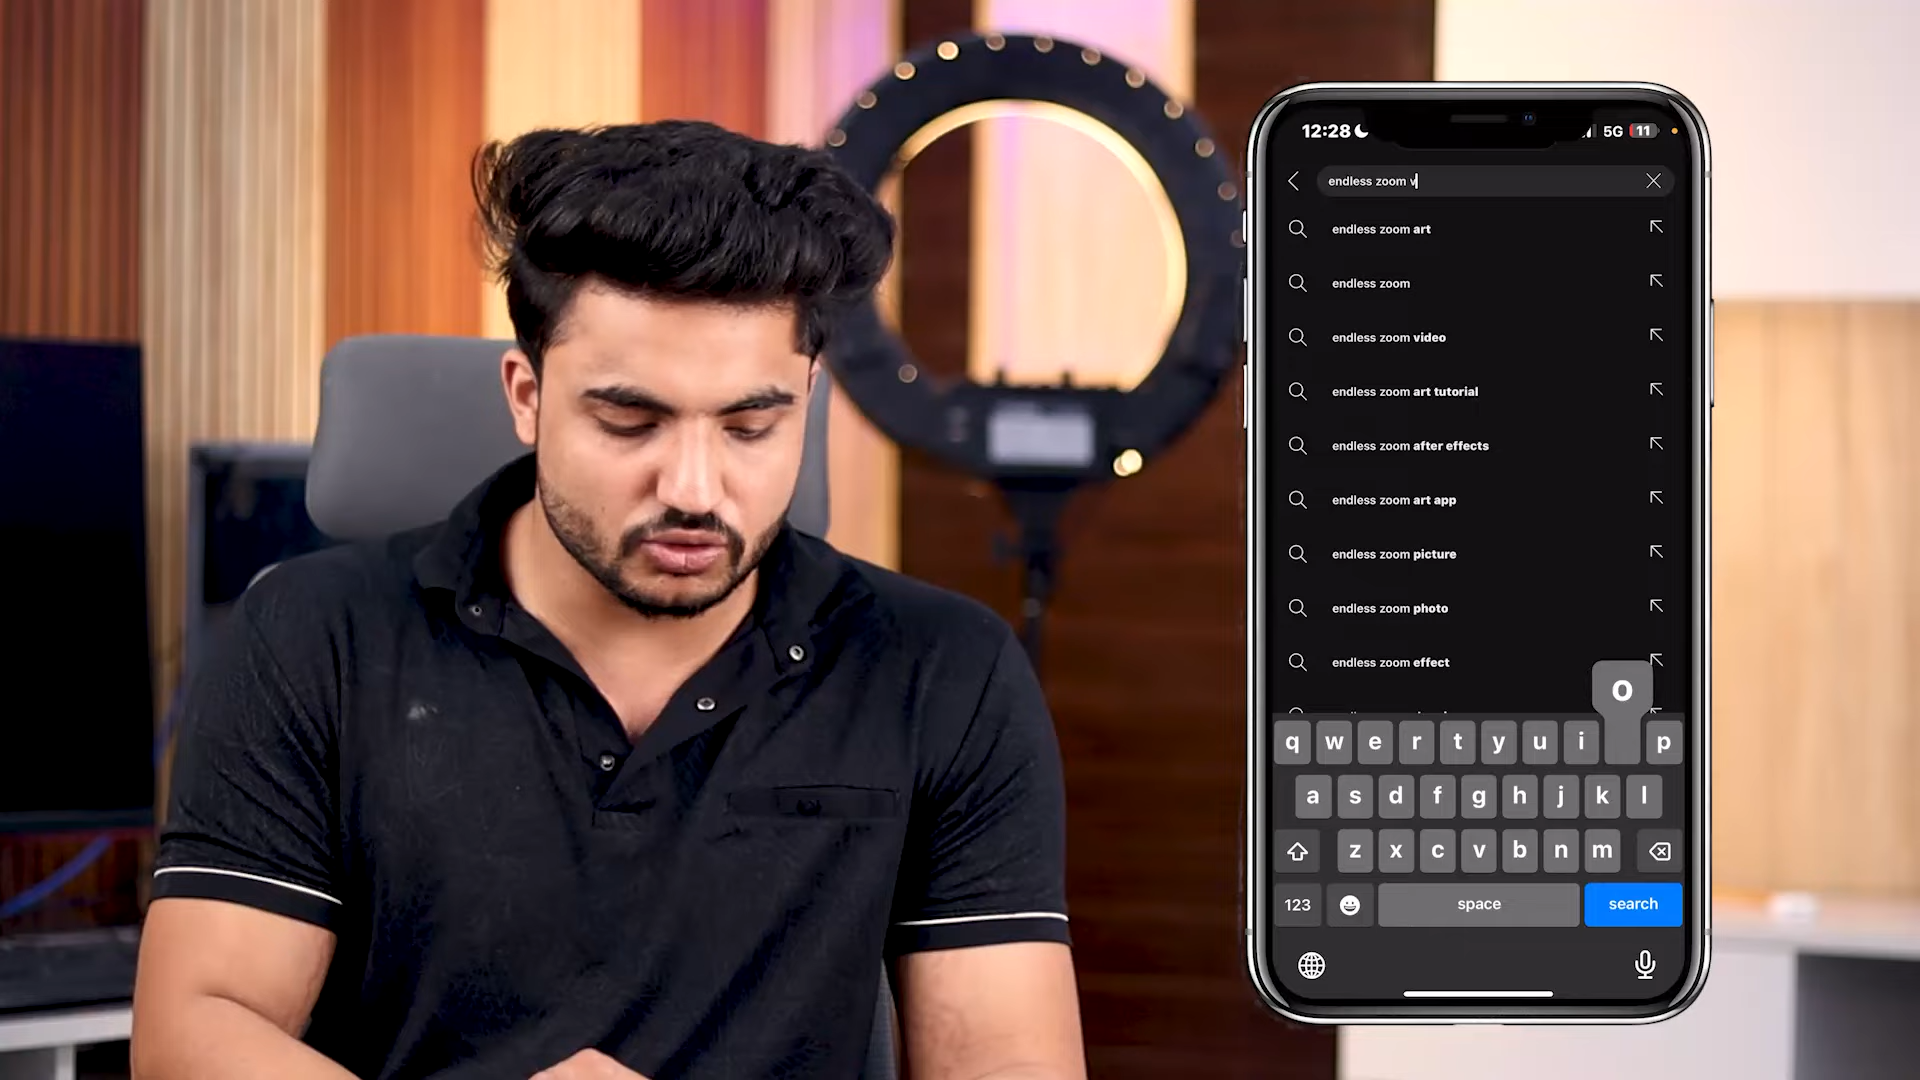 12:28
5G 11
endless zoom v
endless zoom art
endless zoom
endless zoom video
endless zoom art tutorial
endless zoom after effects
endless zoom art app
endless zoom picture
endless zoom photo
endless zoom effect
o
q w e r t y u i p
a s d f g h j k l
z x c v b n m
123 space search